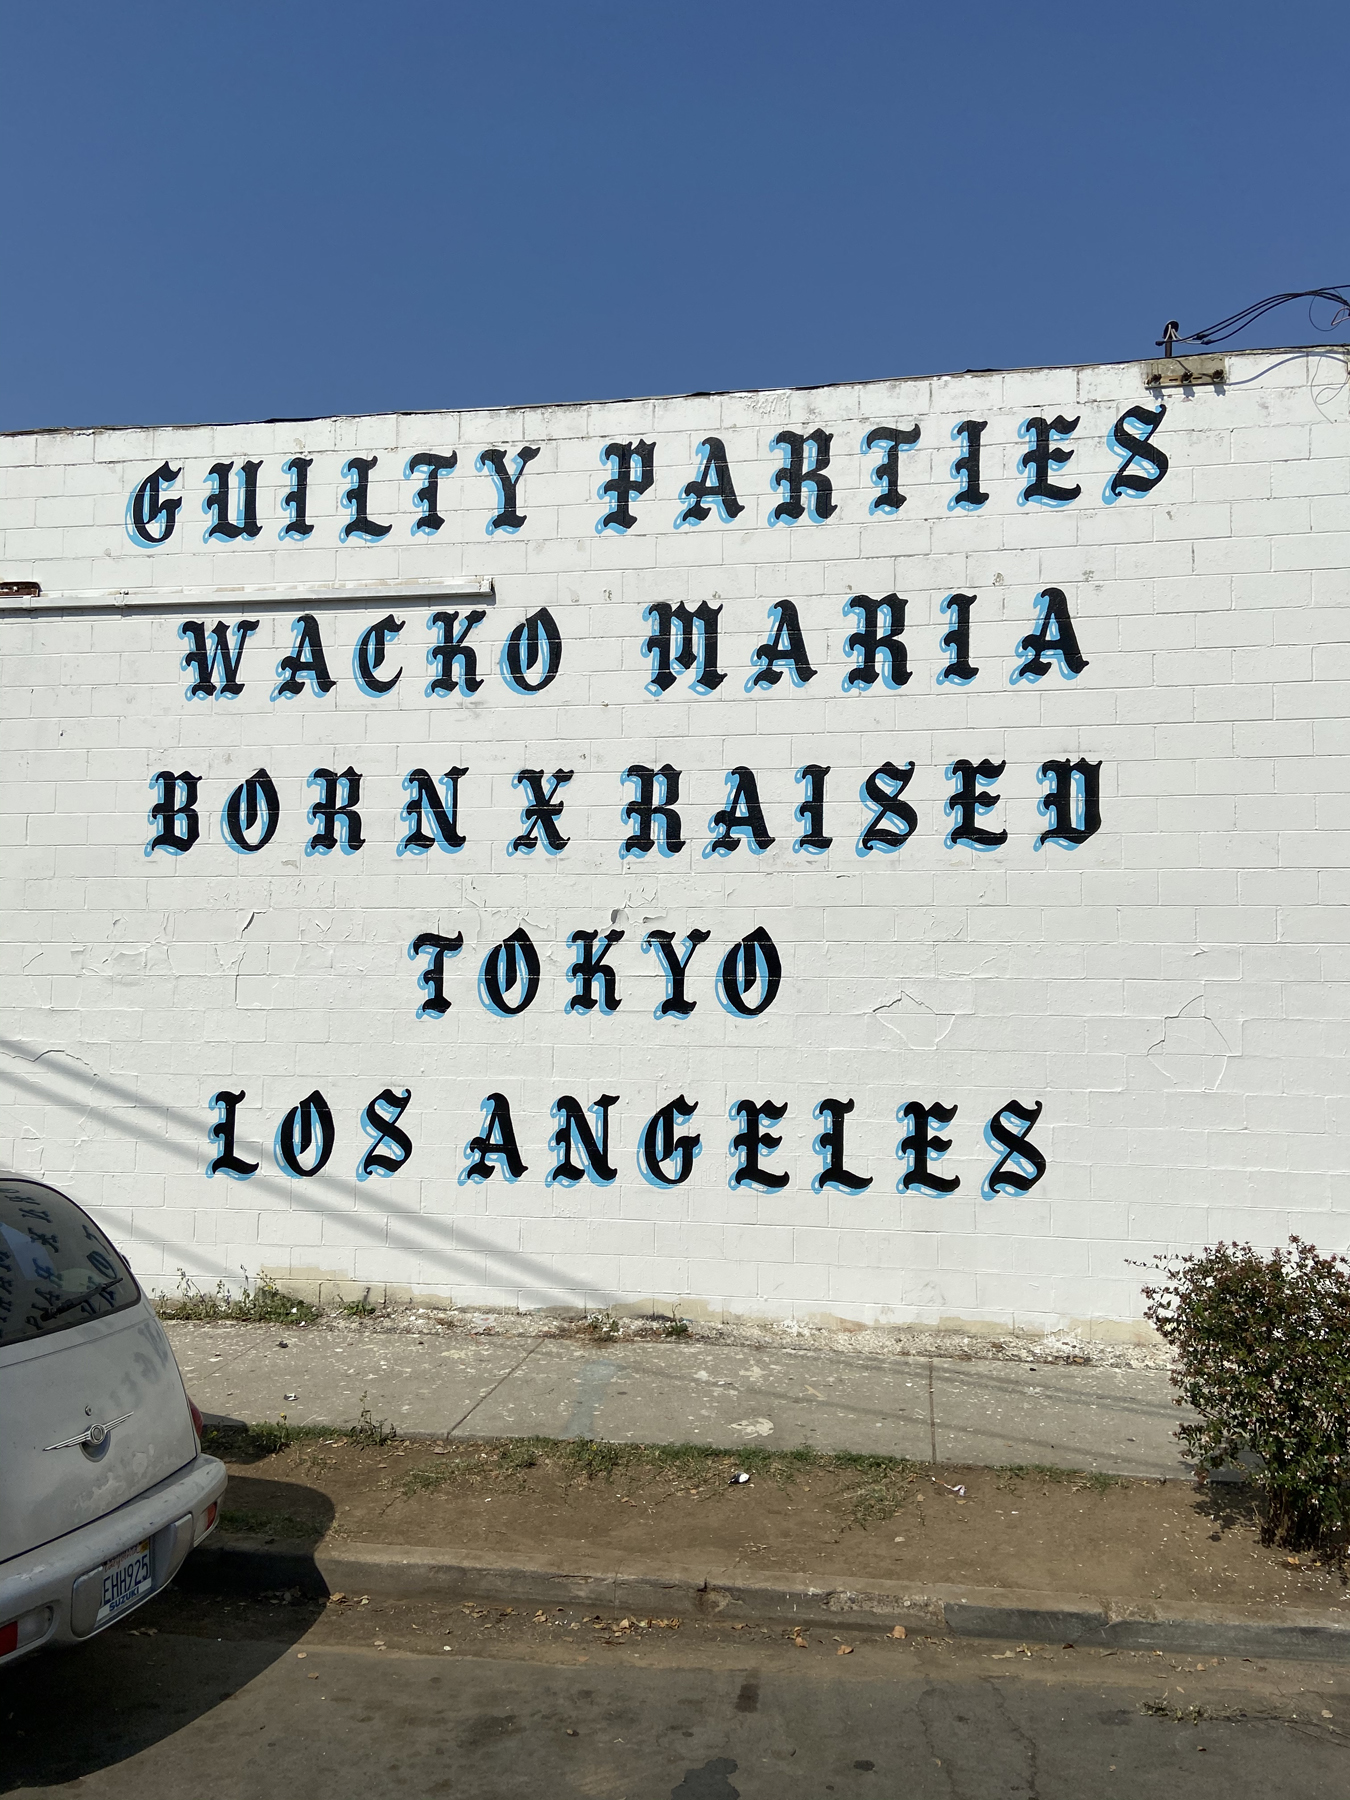 GUILTY PARTIES
WACKO MARIA
BORN X RAISED
TOKYO
LOS ANGELES
EHH925
SUZUKI